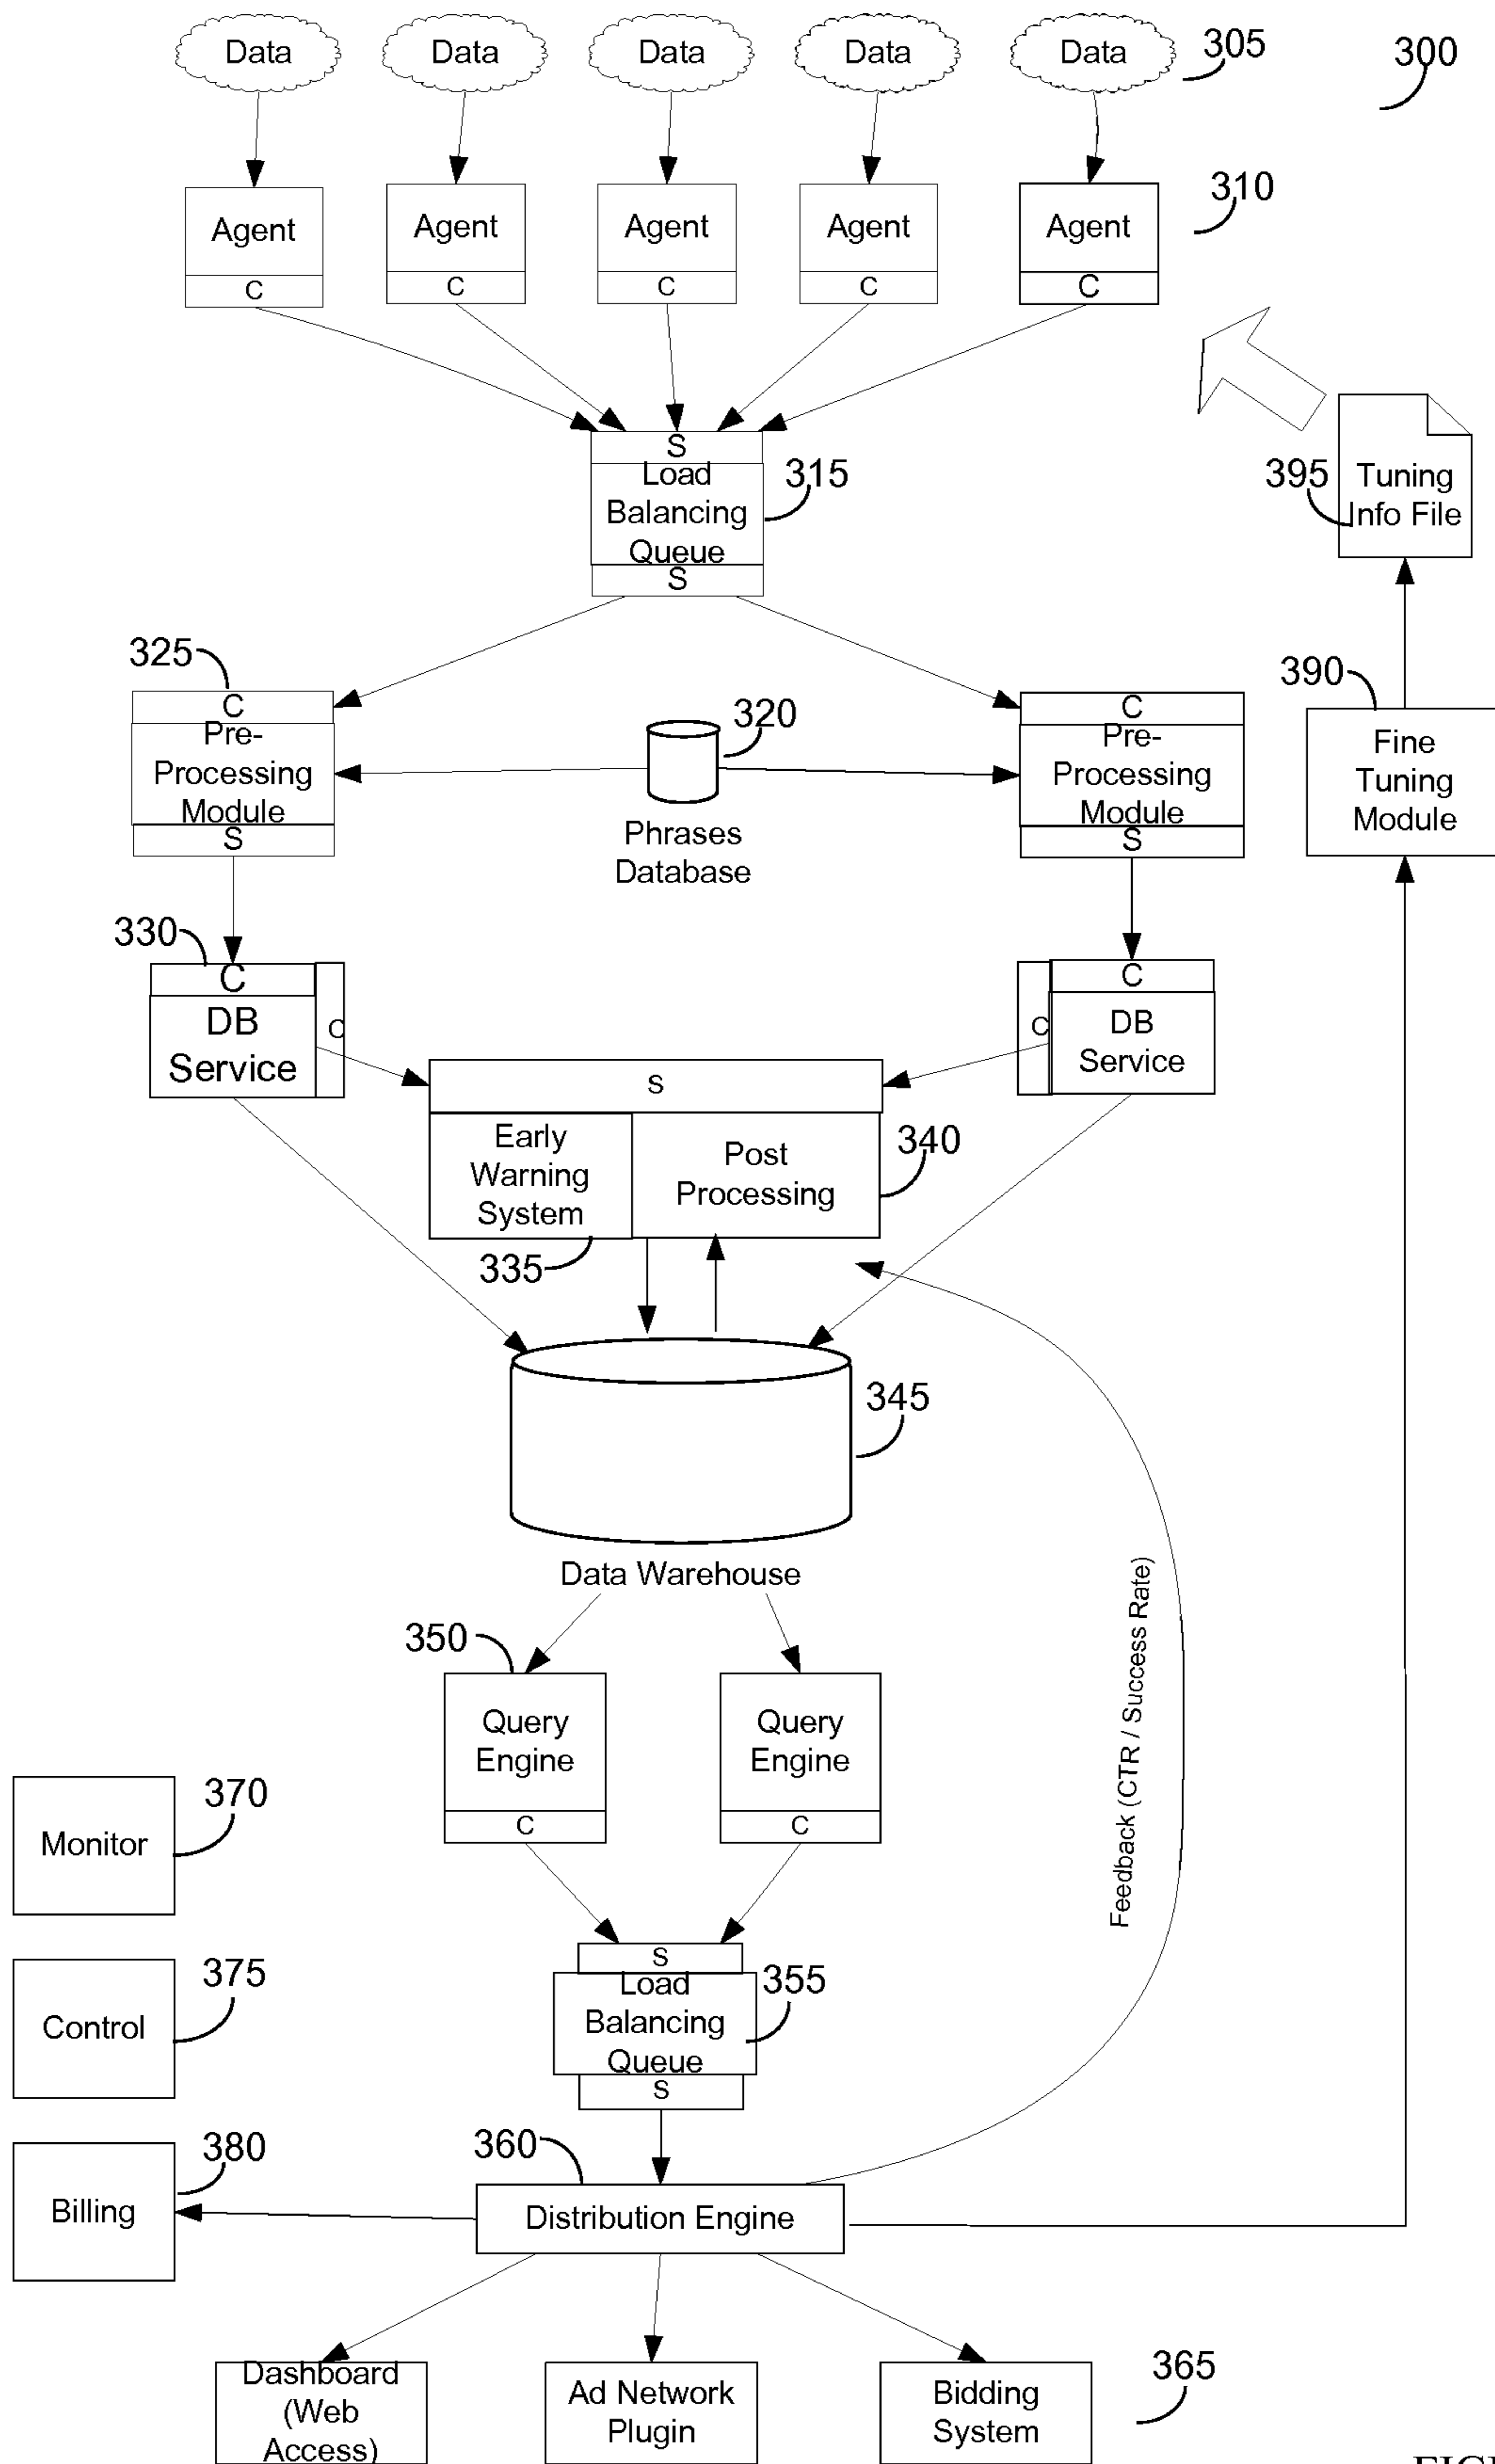 Data Data Data Data Data 305 300
Agent Agent Agent Agent Agent 310
C C C C C
S
Load
Balancing
Queue
S
315
395
Tuning
Info File
325
C
Pre-
Processing
Module
S
320
Phrases
Database
C
Pre-
Processing
Module
S
390
Fine
Tuning
Module
330
C
DB
Service
C
C
C
DB
Service
S
Early
Warning
System
335
Post
Processing
340
345
Data Warehouse
350
Query
Engine
C
Query
Engine
C
Feedback (CTR / Success Rate)
Monitor
370
S
Load
Balancing
Queue
S
355
Control
375
Billing
380
360
Distribution Engine
Dashboard
(Web
Access)
Ad Network
Plugin
Bidding
System
365